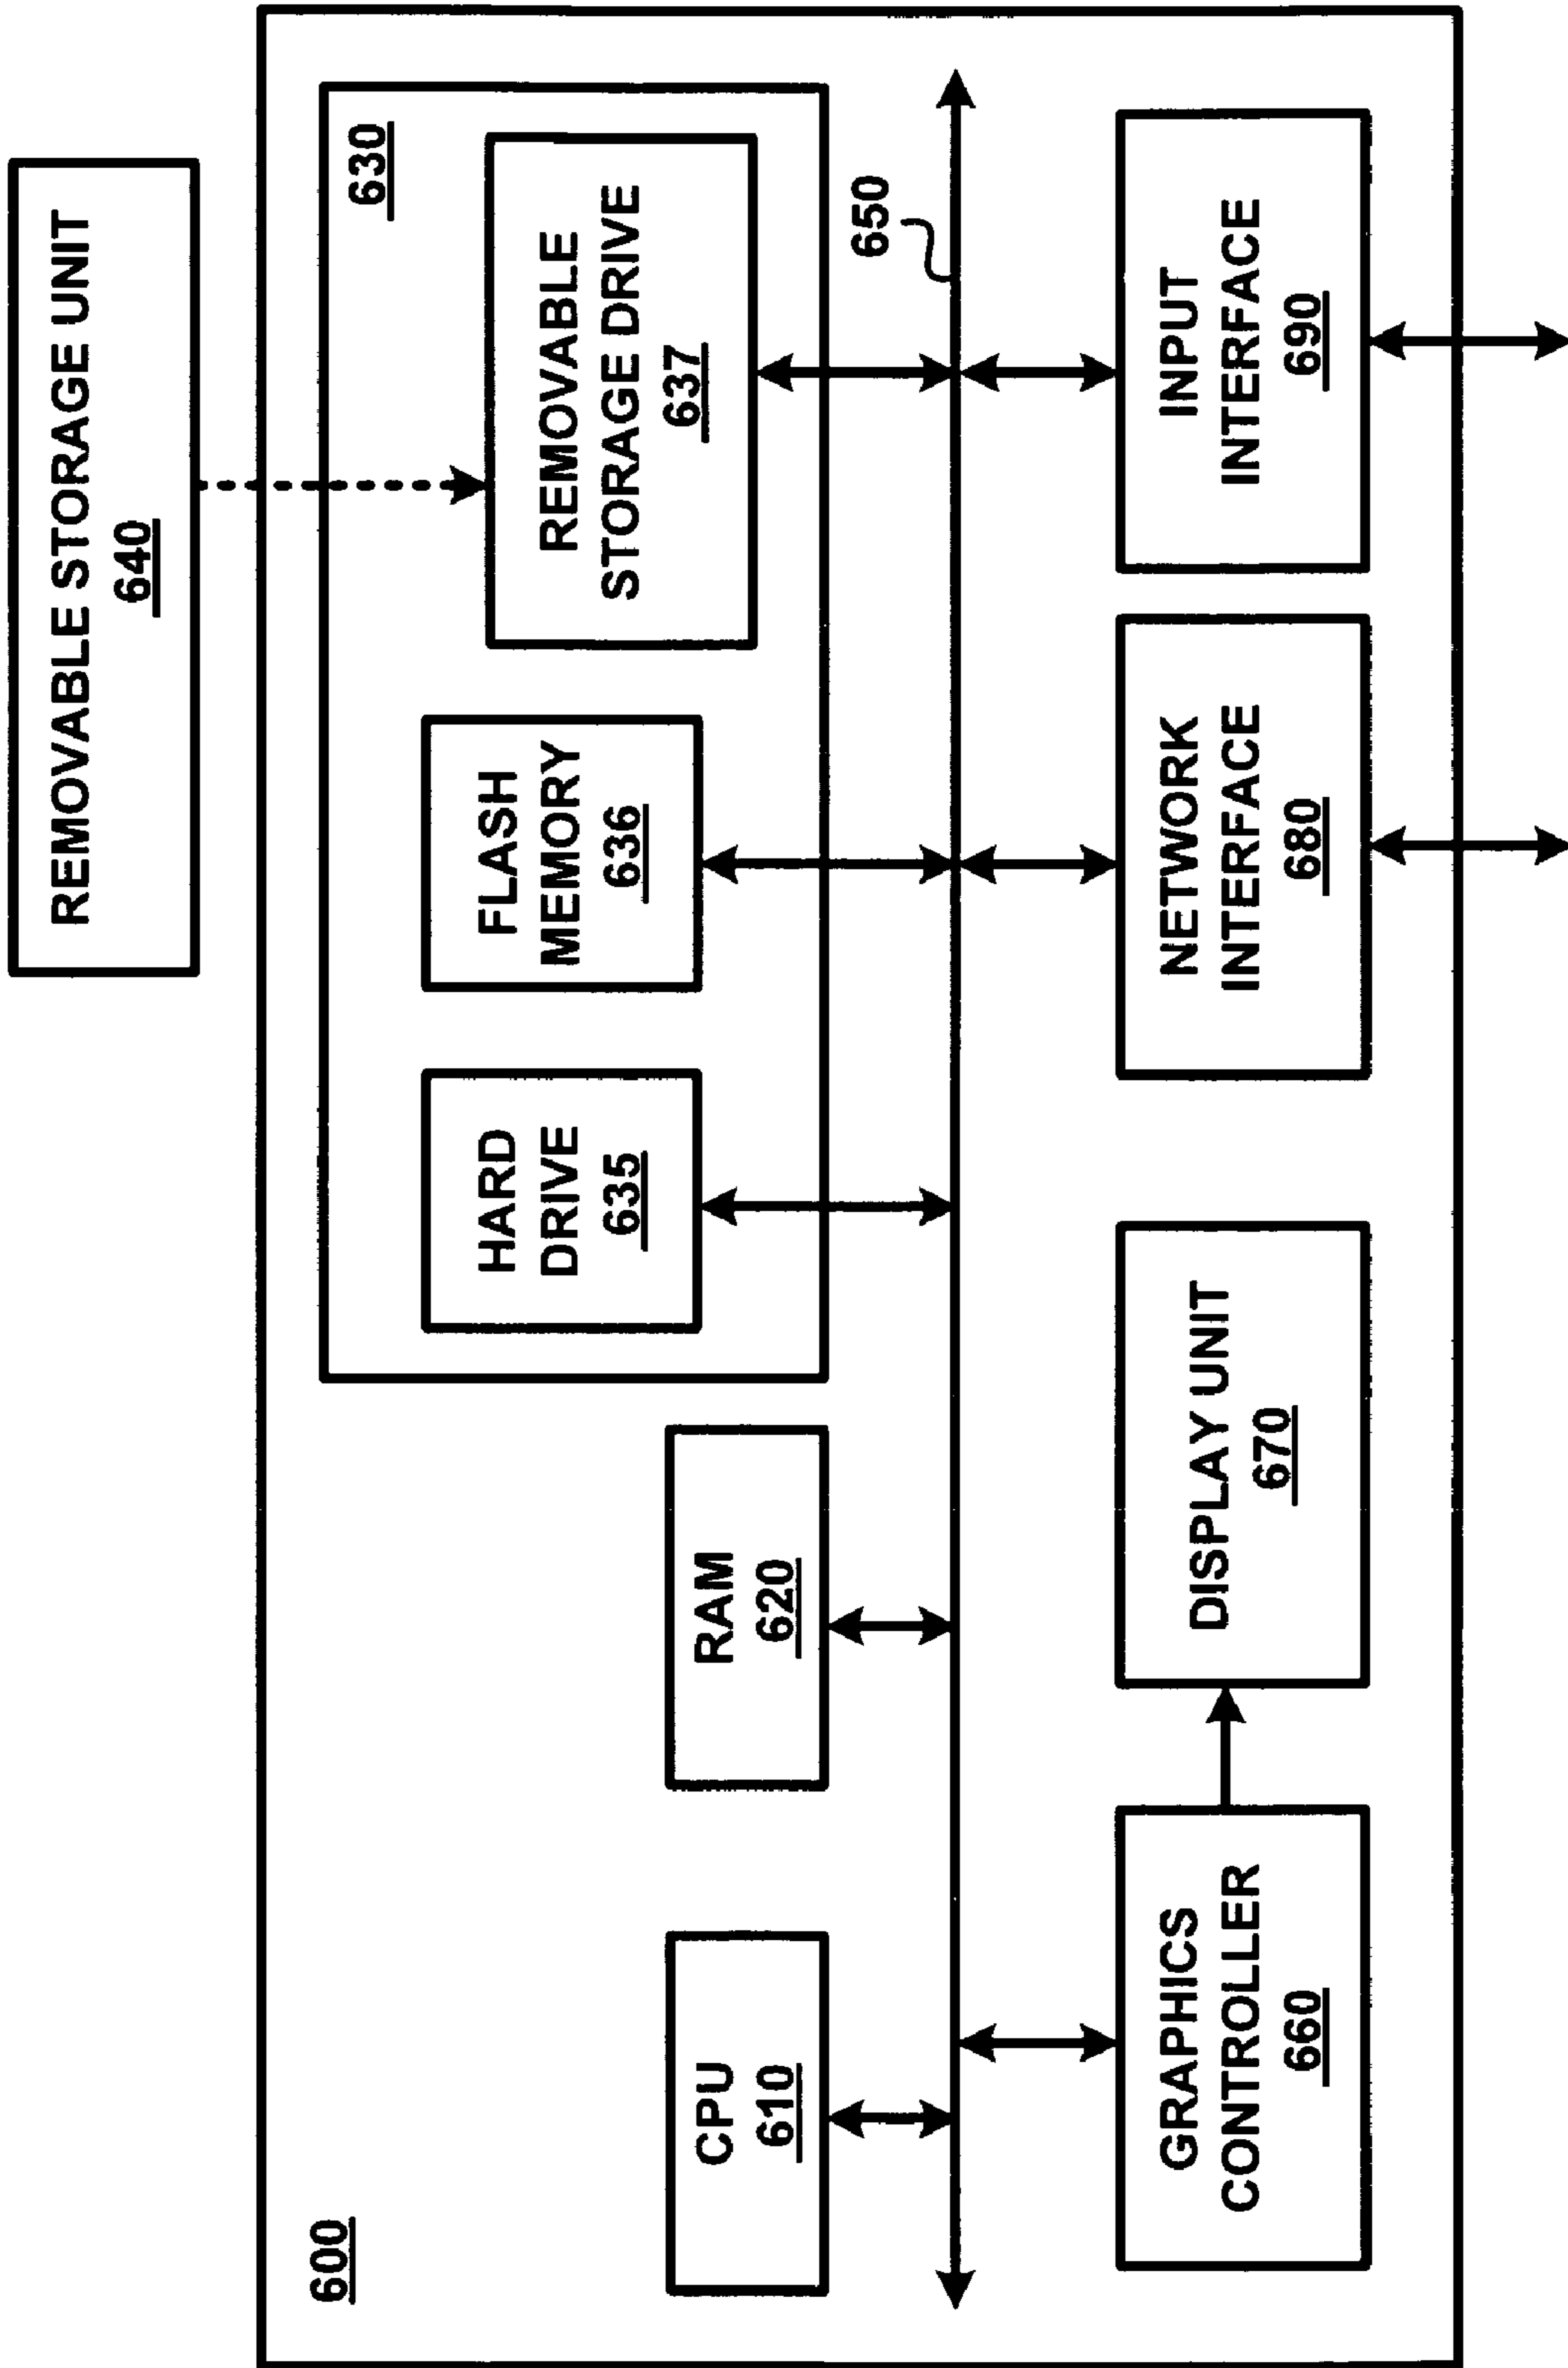 REMOVABLE STORAGE UNIT
640
600
630
CPU
610
RAM
620
HARD
DRIVE
635
FLASH
MEMORY
636
REMOVABLE
STORAGE DRIVE
637
650
GRAPHICS
CONTROLLER
660
DISPLAY UNIT
670
NETWORK
INTERFACE
680
INPUT
INTERFACE
690